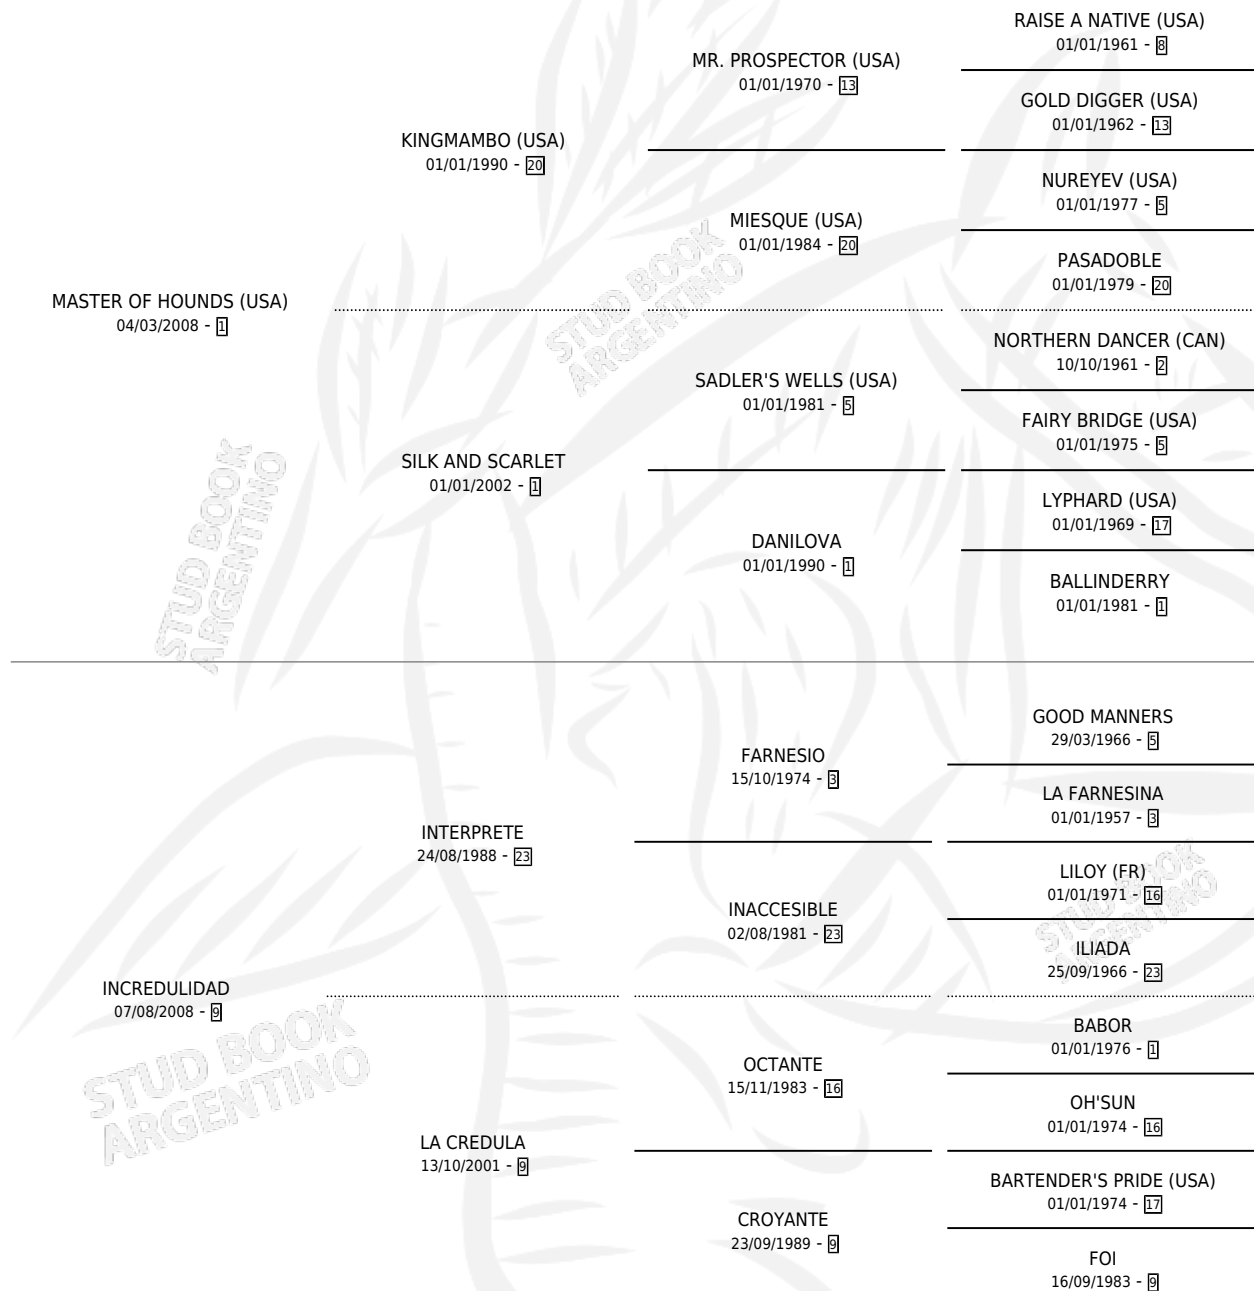 RAISE A NATIVE (USA)
01/01/1961 - 8
MR. PROSPECTOR (USA)
01/01/1970 - 13
GOLD DIGGER (USA)
01/01/1962 - 13
KINGMAMBO (USA)
01/01/1990 - 20
NUREYEV (USA)
01/01/1977 - 5
MIESQUE (USA)
01/01/1984 - 20
PASADOBLE
01/01/1979 - 20
MASTER OF HOUNDS (USA)
04/03/2008 - 1
STUD BOOK
ARGENTINO
NORTHERN DANCER (CAN)
10/10/1961 - 2
SADLER'S WELLS (USA)
01/01/1981 - 5
FAIRY BRIDGE (USA)
01/01/1975 - 5
SILK AND SCARLET
01/01/2002 - 1
LYPHARD (USA)
01/01/1969 - 17
DANILOVA
01/01/1990 - 1
BALLINDERRY
01/01/1981 - 1
STUD BOOK
ARGENTINO
GOOD MANNERS
29/03/1966 - 5
FARNESIO
15/10/1974 - 3
LA FARNESINA
01/01/1957 - 3
INTERPRETE
24/08/1988 - 23
LILOY (FR)
01/01/1971 - 16
INACCESIBLE
02/08/1981 - 23
ILIADA
25/09/1966 - 23
STUD BOOK
ARGENTINO
INCREDULIDAD
07/08/2008 - 9
BABOR
01/01/1976 - 1
OCTANTE
15/11/1983 - 16
OH'SUN
01/01/1974 - 16
STUD BOOK
ARGENTINO
LA CREDULA
13/10/2001 - 9
BARTENDER'S PRIDE (USA)
01/01/1974 - 17
CROYANTE
23/09/1989 - 9
FOI
16/09/1983 - 9